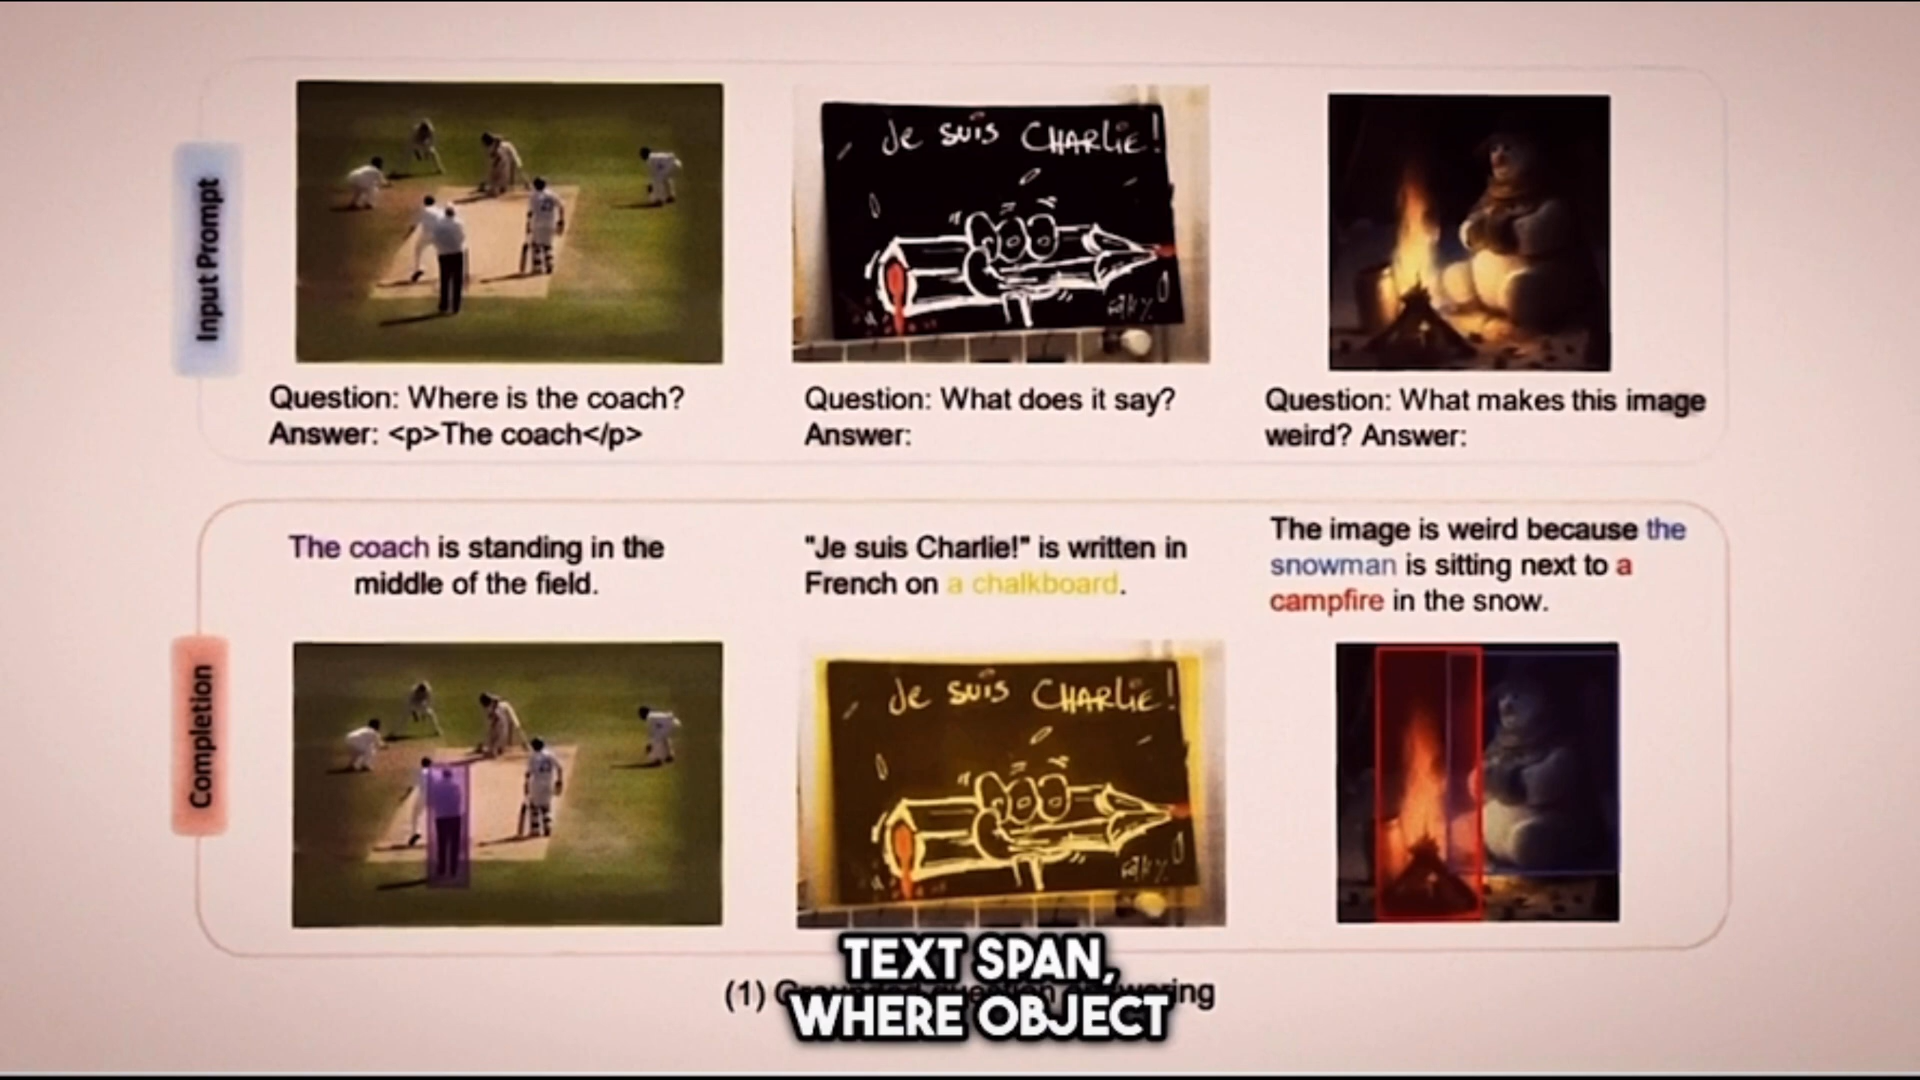 Input Prompt
Je suis CHARLie!
Question: Where is the coach?
Answer: <p>The coach</p>
Question: What does it say?
Answer:
Question: What makes this image
weird? Answer:
Completion
The coach is standing in the
middle of the field.
"Je suis Charlie!" is written in
French on a chalkboard.
The image is weird because the
snowman is sitting next to a
campfire in the snow.
Je suis CHARLie!
TEXT SPAN,
(1) Grounded question answering
WHERE OBJECT